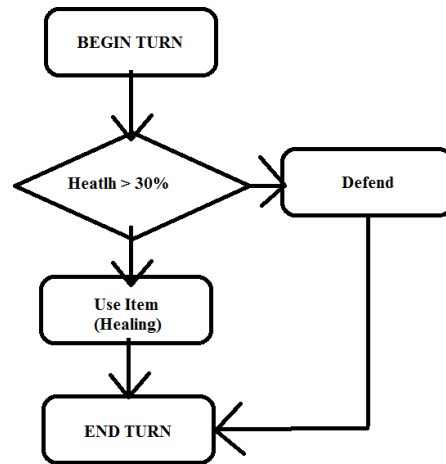 BEGIN TURN
Heatlh > 30%
Defend
Use Item
(Healing)
END TURN